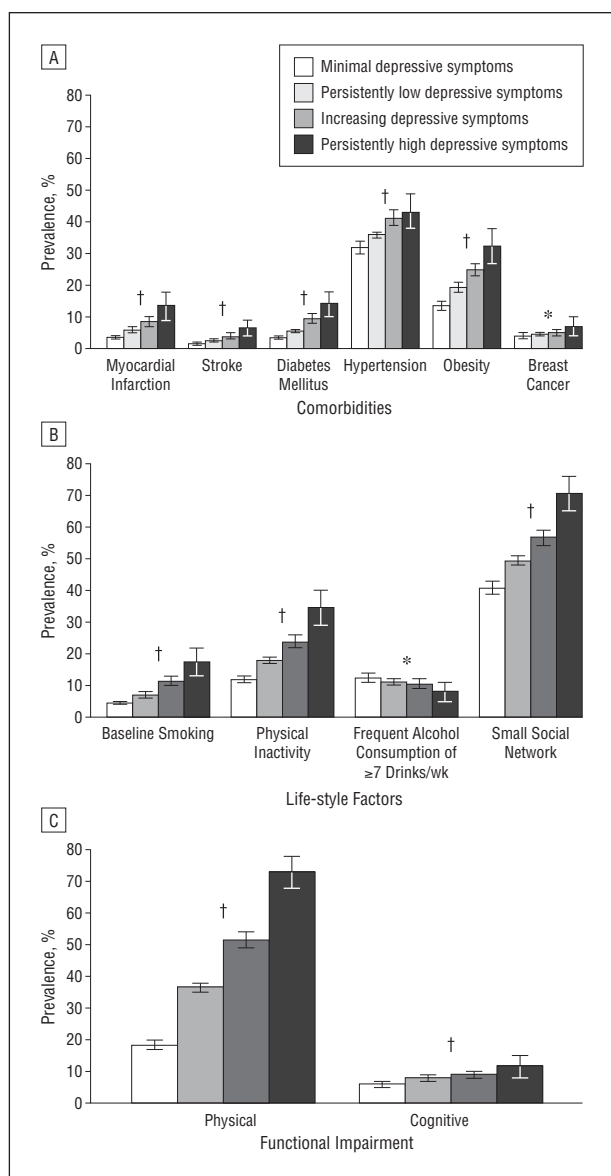 A
Minimal depressive symptoms
Persistently low depressive symptoms
Increasing depressive symptoms
Persistently high depressive symptoms
80
70
60
50
40
30
20
10
0
Prevalence, %
†
†
†
†
†
*
Myocardial
Infarction
Stroke
Diabetes
Mellitus
Hypertension
Obesity
Breast
Cancer
Comorbidities
B
80
70
60
50
40
30
20
10
0
Prevalence, %
†
†
*
†
Baseline Smoking
Physical
Inactivity
Frequent Alcohol
Consumption of
≥7 Drinks/wk
Small Social
Network
Life-style Factors
C
80
70
60
50
40
30
20
10
0
Prevalence, %
†
†
Physical
Cognitive
Functional Impairment